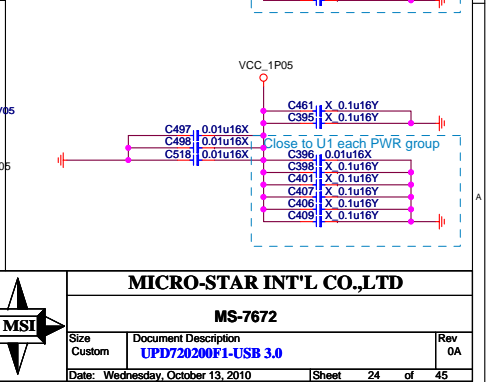 VCC_1P05
C461 X_0.1u16Y
/05
C395 X_0.1u16Y
C497 0.01u16X
C498 0.01u16X
Close to U1 each PWR group
C518 0.01u16X
C396 0.01u16X
05
C398 X_0.1u16Y
C401 X_0.1u16Y
C407 X_0.1u16Y
A
C406 X_0.1u16Y
C409 X_0.1u16Y
MICRO-STAR INT'L CO.,LTD
MSI
MS-7672
Size
Custom
Document Description
UPD720200F1-USB 3.0
Rev
0A
Date: Wednesday, October 13, 2010
Sheet 24 of 45